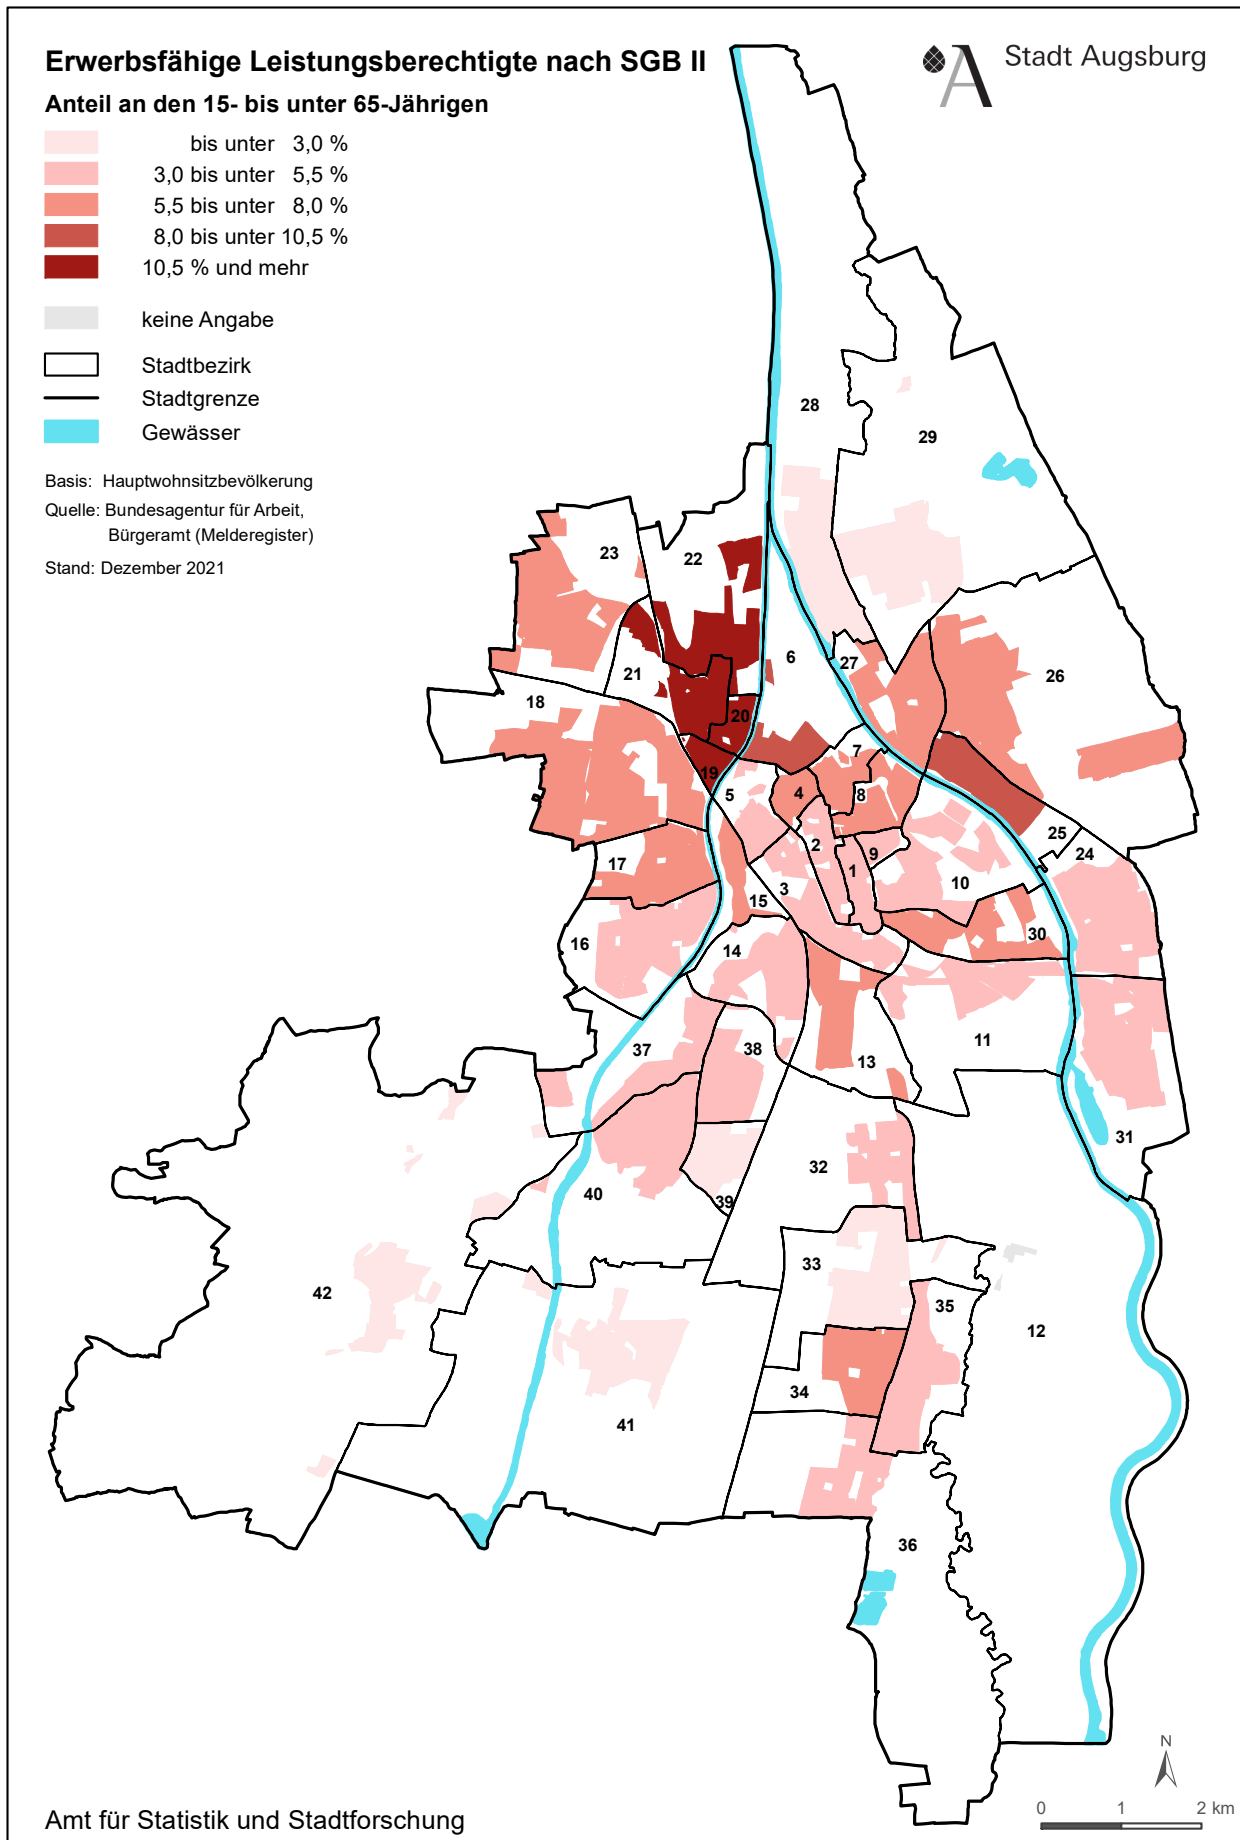 Erwerbsfähige Leistungsberechtigte nach SGB II
Stadt Augsburg
Anteil an den 15- bis unter 65-Jährigen
bis unter 3,0 %
3,0 bis unter 5,5 %
5,5 bis unter 8,0 %
8,0 bis unter 10,5 %
10,5 % und mehr
keine Angabe
Stadtbezirk
Stadtgrenze
Gewässer
Basis: Hauptwohnsitzbevölkerung
Quelle: Bundesagentur für Arbeit,
Bürgeramt (Melderegister)
Stand: Dezember 2021
28
29
23
22
6
27
26
21
18
20
7
19
5
4
8
25
2
24
17
9
3
1
10
15
30
16
14
37
38
11
13
31
32
40
39
33
42
35
12
34
41
36
N
0 1 2 km
Amt für Statistik und Stadtforschung